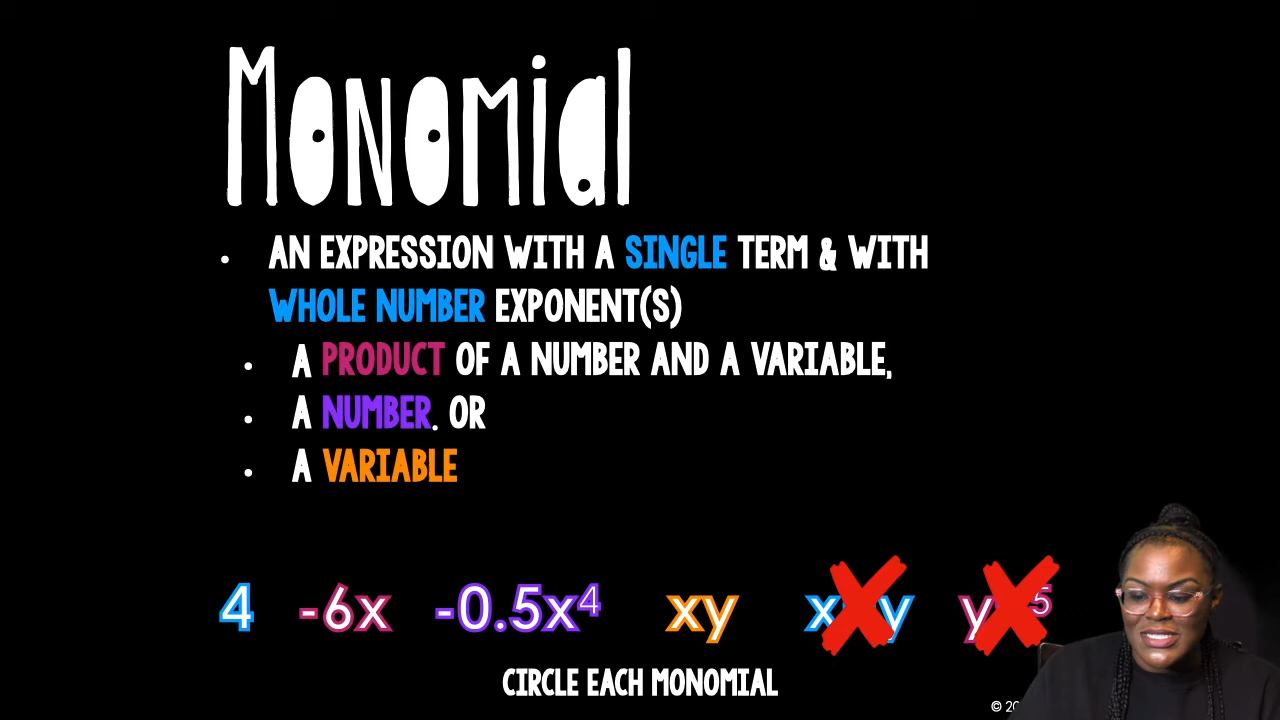 Monomial
• AN EXPRESSION WITH A SINGLE TERM & WITH
WHOLE NUMBER EXPONENT(S)
• A PRODUCT OF A NUMBER AND A VARIABLE,
• A NUMBER. OR
• A VARIABLE
4 -6x -0.5x⁴ xy x y y ⁵
CIRCLE EACH MONOMIAL
©